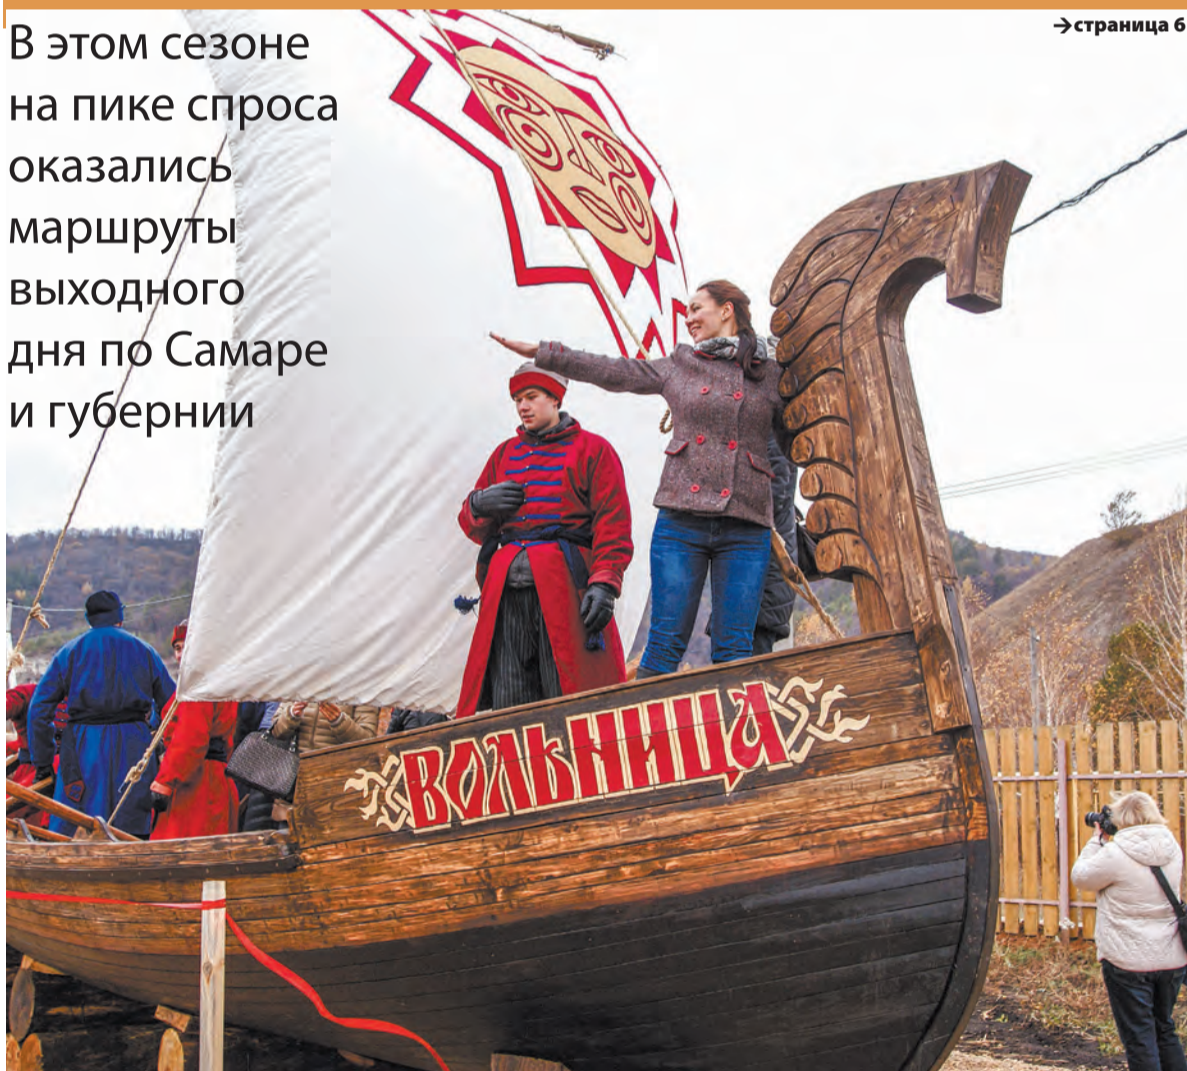 В этом сезоне
на пике спроса
оказались
маршруты
выходного
дня по Самаре
и губернии
→страница 6
ВОЛЬНИЦА